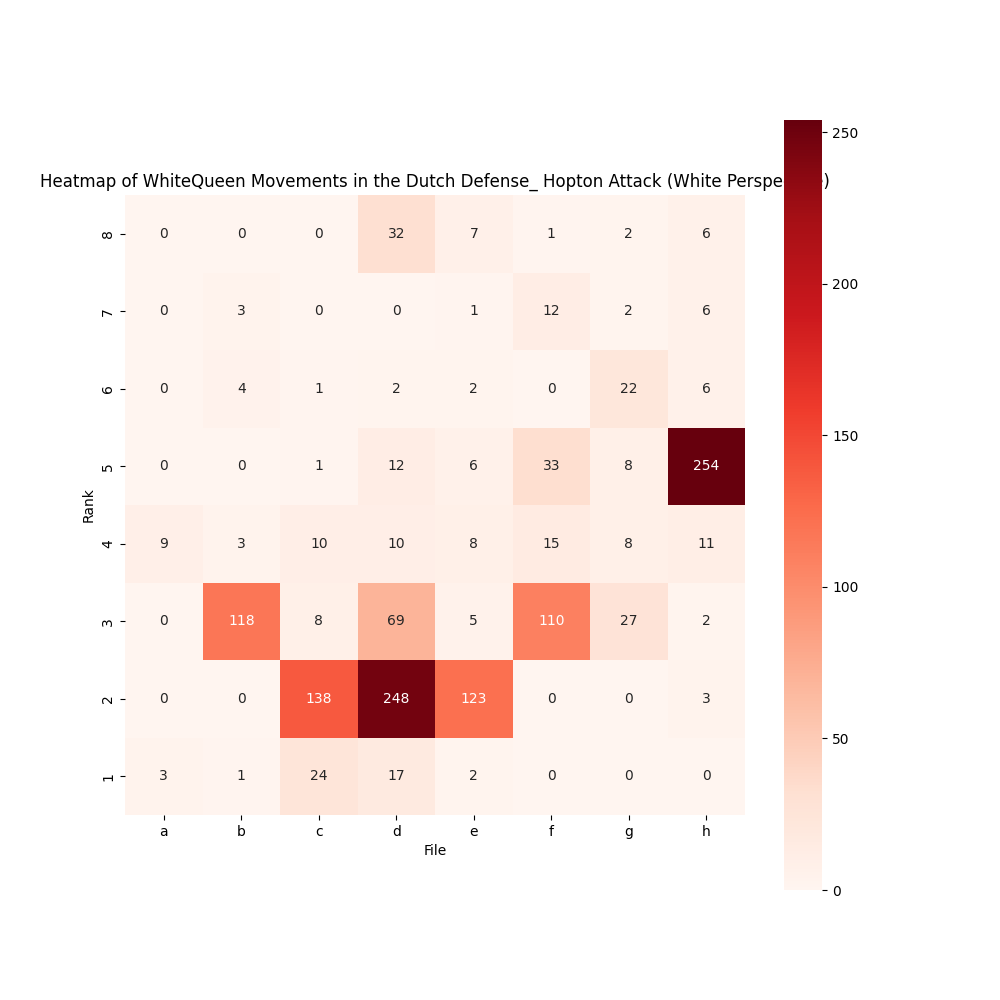 Heatmap of WhiteQueen Movements in the Dutch Defense_ Hopton Attack (White Perspe )
8 0 0 0 32 7 1 2 6
7 0 3 0 0 1 12 2 6
6 0 4 1 2 2 0 22 6
5 0 0 1 12 6 33 8 254
4 9 3 10 10 8 15 8 11
3 0 118 8 69 5 110 27 2
2 0 0 138 248 123 0 0 3
1 3 1 24 17 2 0 0 0
a b c d e f g h
File
Rank
250
200
150
100
50
0